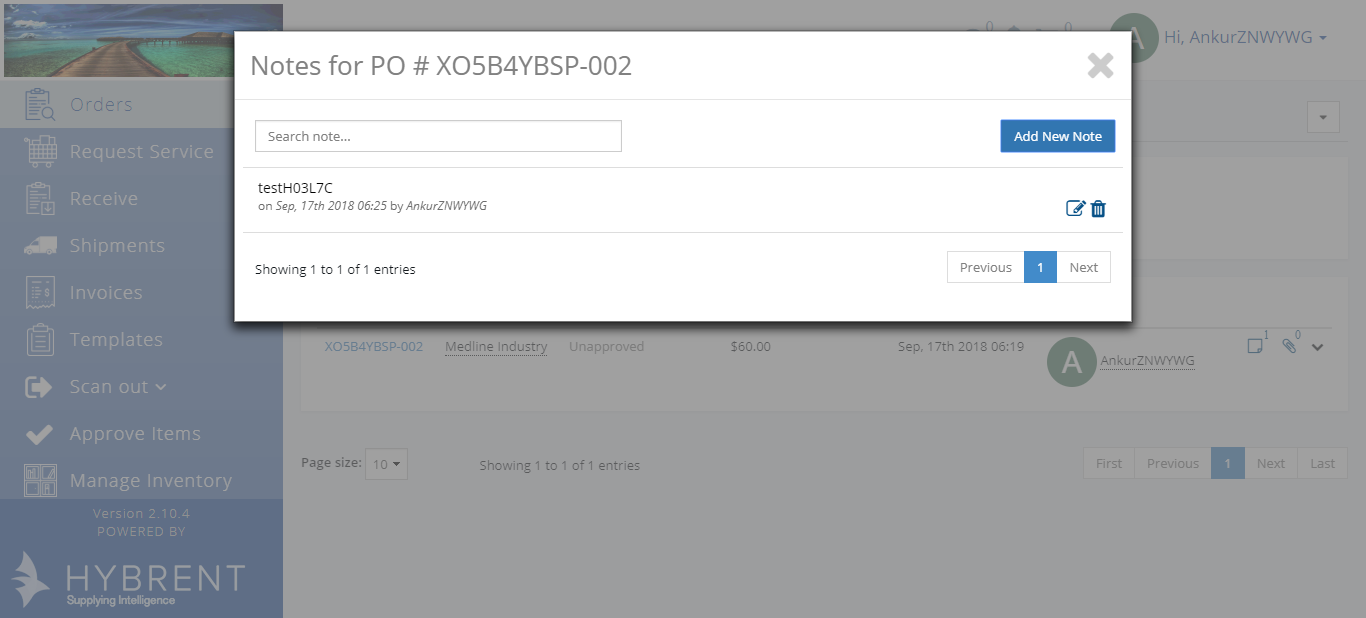 0
0
A
Hi, AnkurZNWYWG
Notes for PO # XO5B4YBSP-002
Search note...
Add New Note
testH03L7C
on Sep, 17th 2018 06:25 by AnkurZNWYWG
Showing 1 to 1 of 1 entries
Previous 1 Next
Orders
Request Service
Receive
Shipments
Invoices
Templates
Scan out
Approve Items
Manage Inventory
Version 2.10.4
POWERED BY
HYBRENT
Supplying Intelligence
XO5B4YBSP-002 Medline Industry Unapproved $60.00 Sep, 17th 2018 06:19 A AnkurZNWYWG 1 0
Page size: 10 Showing 1 to 1 of 1 entries First Previous 1 Next Last